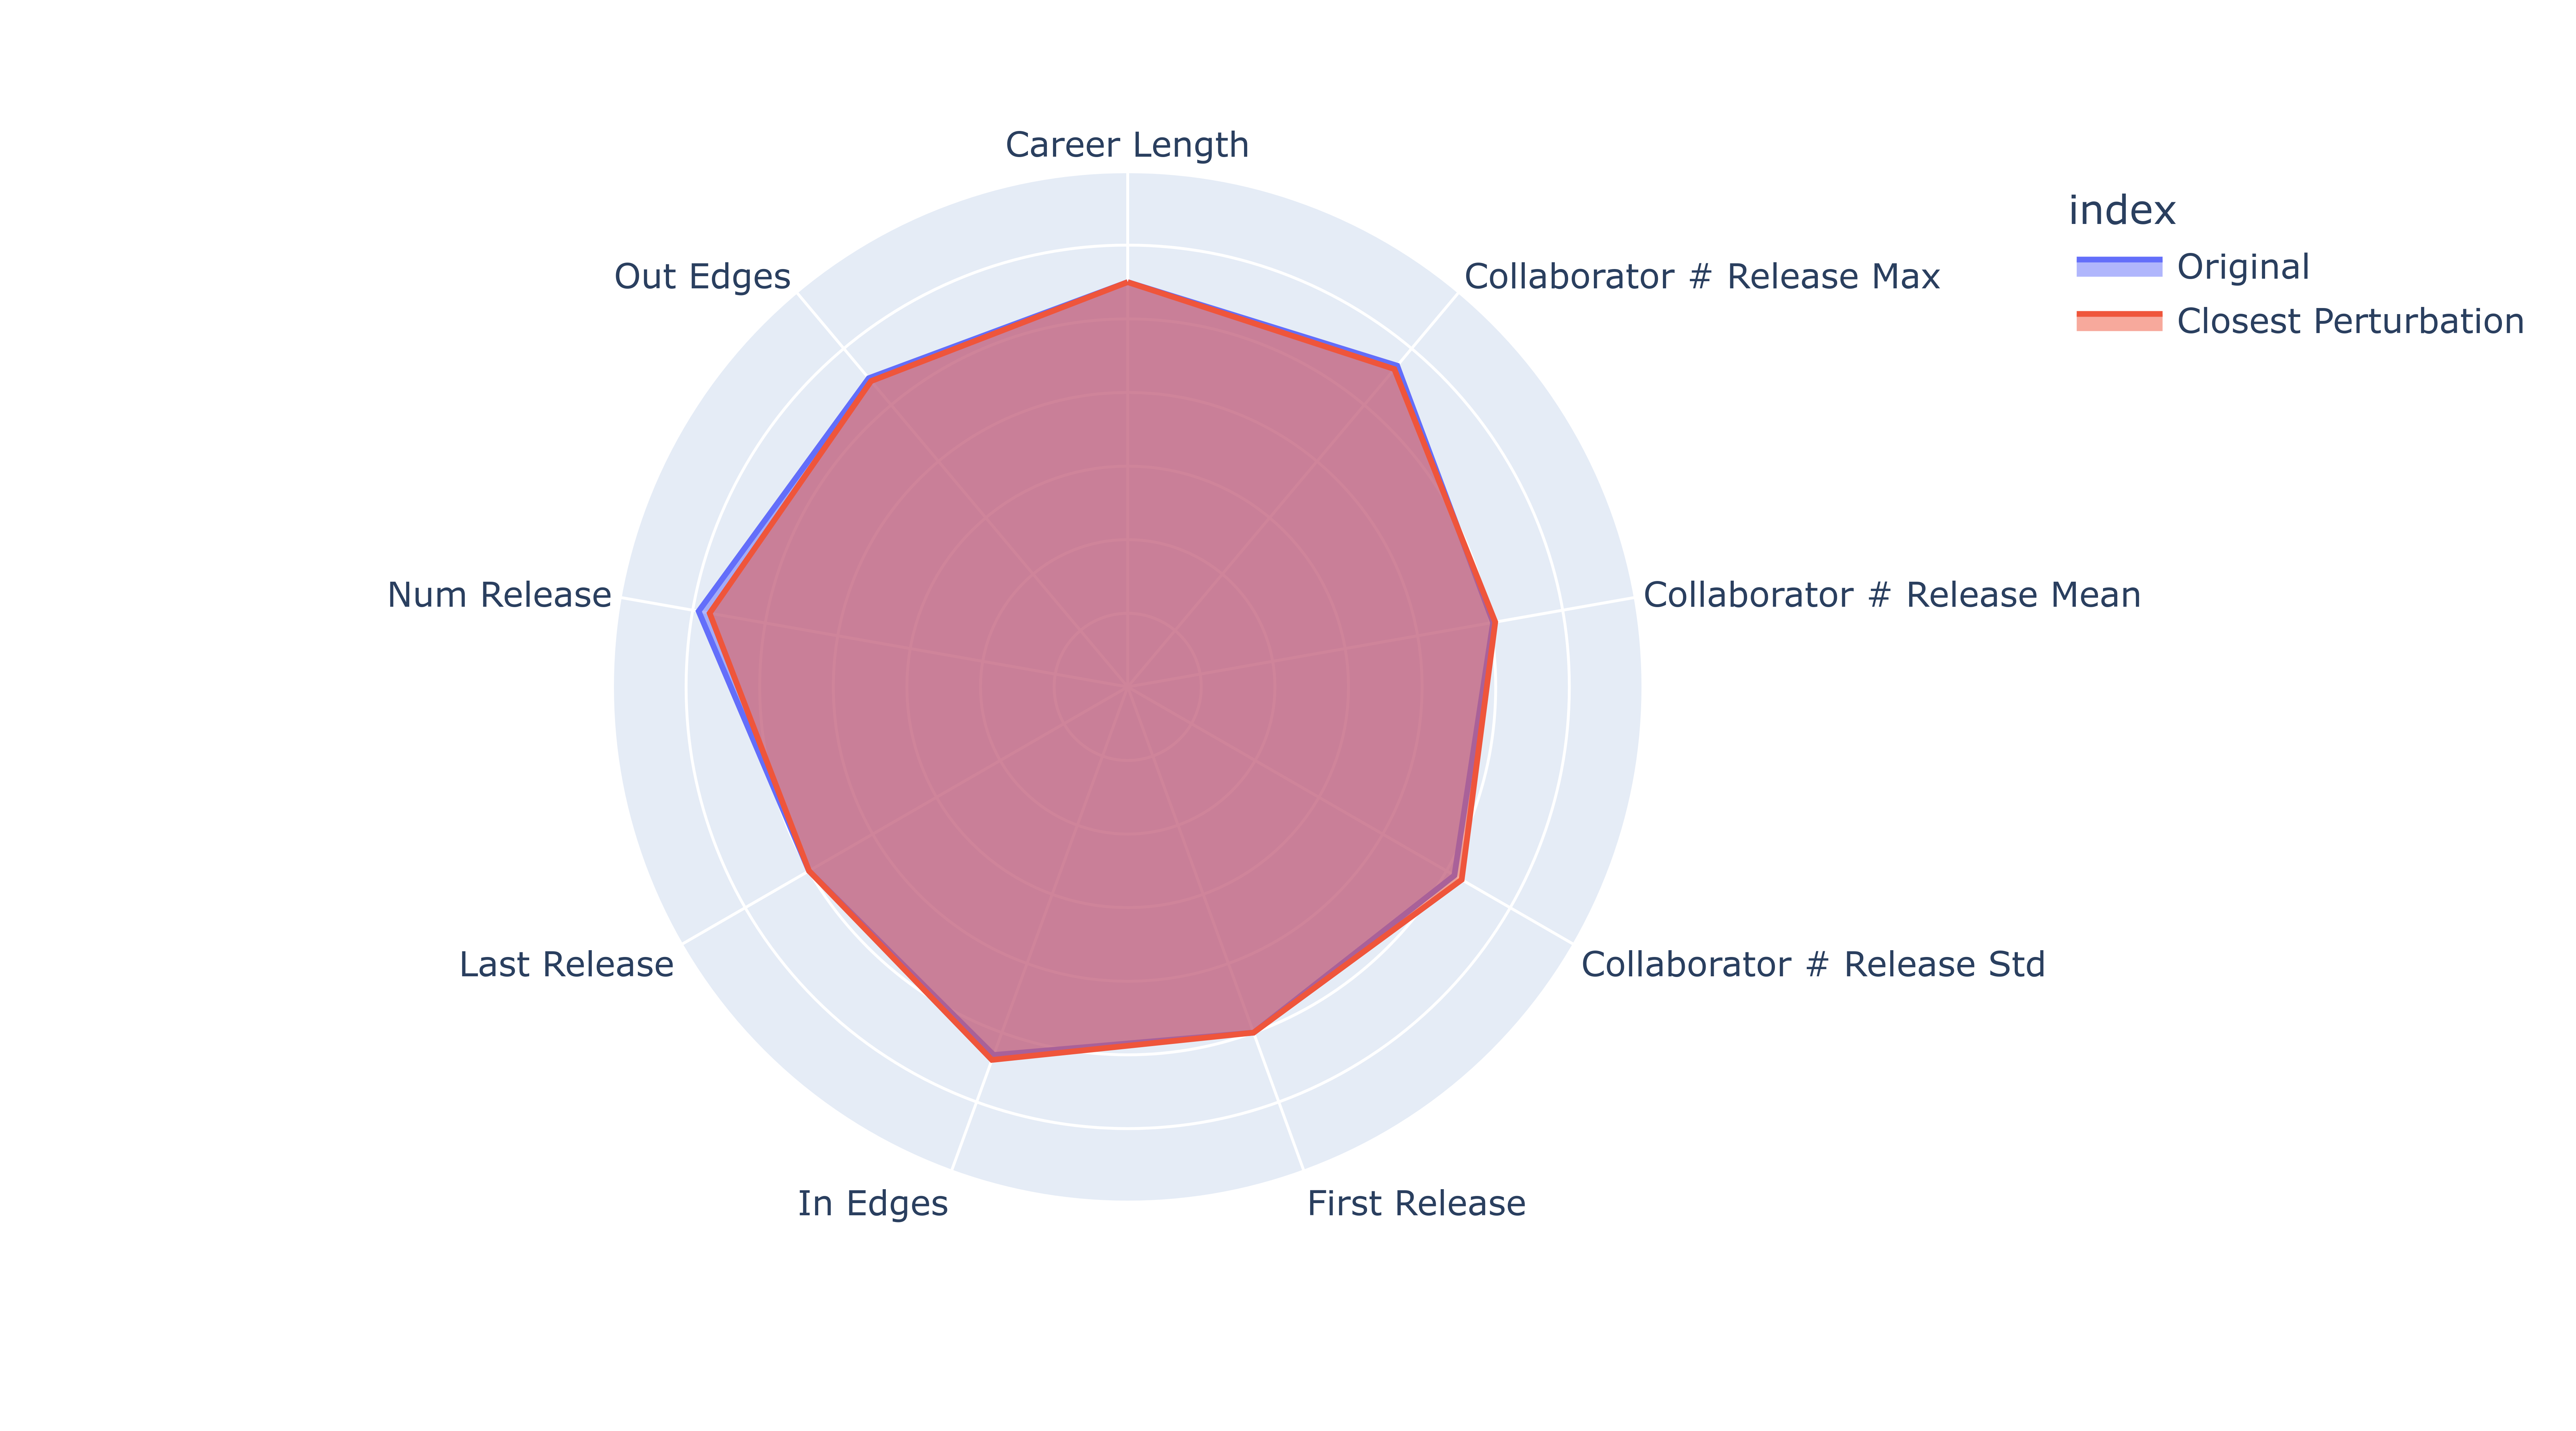 Career Length
Out Edges
Collaborator # Release Max
Num Release
Collaborator # Release Mean
Last Release
Collaborator # Release Std
In Edges
First Release
index
Original
Closest Perturbation